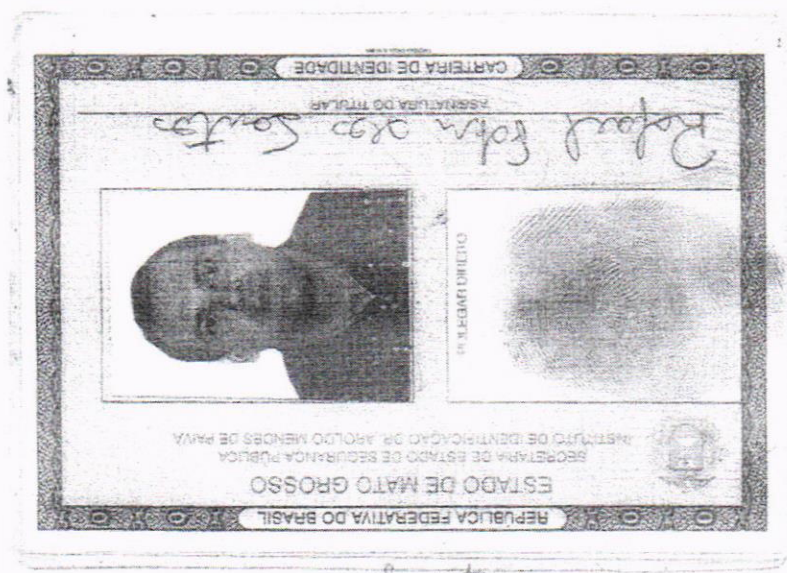 REPÚBLICA FEDERATIVA DO BRASIL
ESTADO DE MATO GROSSO
SECRETARIA DE ESTADO DE SEGURANÇA PÚBLICA
INSTITUTO DE IDENTIFICAÇÃO DR. AROLDO MENDES DE PAIVA
POLEGAR DIREITO
Rafael dos Santos
ASSINATURA DO TITULAR
CARTEIRA DE IDENTIDADE